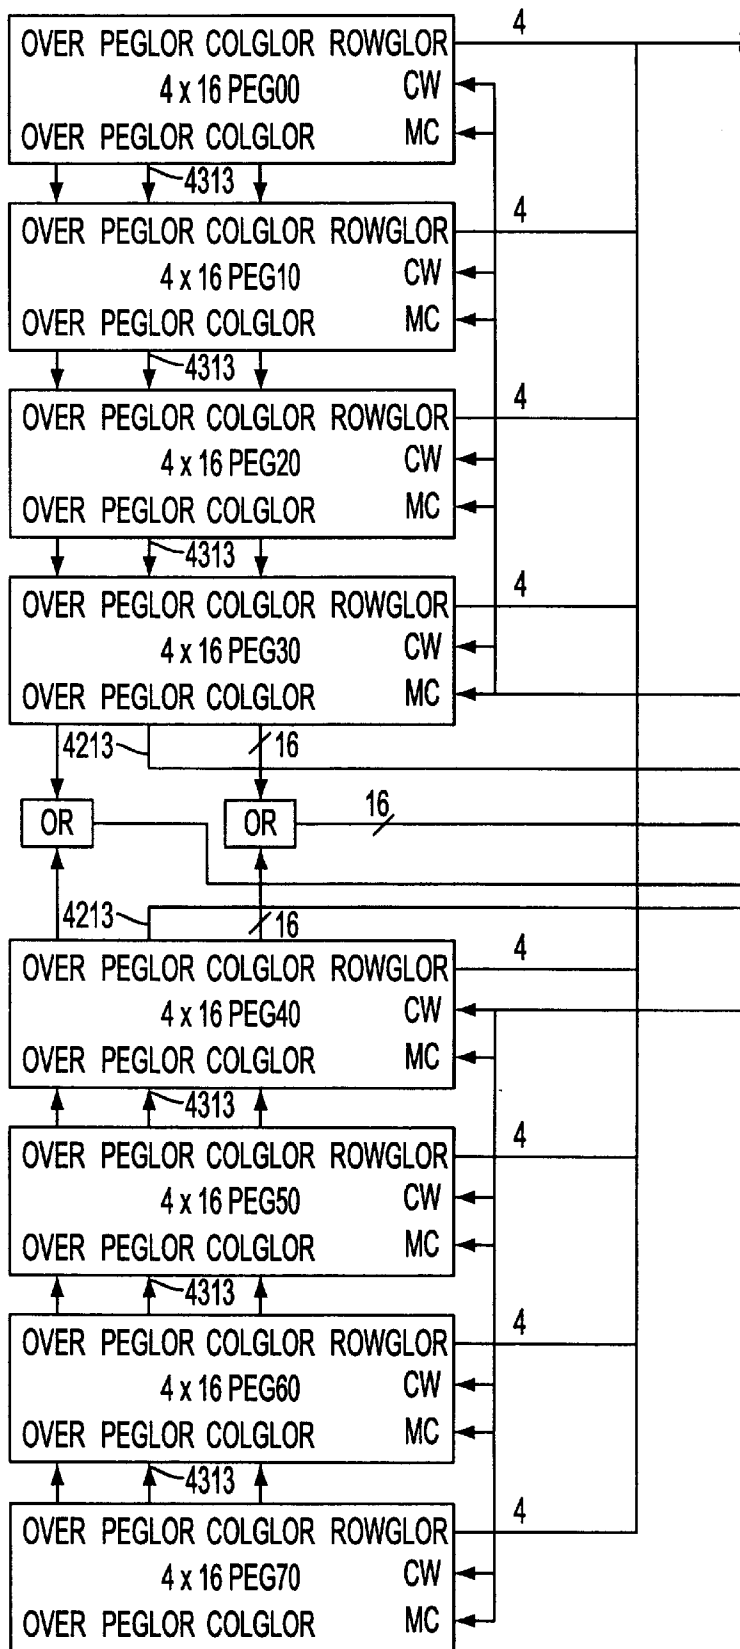 4
OVER PEGLOR COLGLOR ROWGLOR
4 x 16 PEG00 CW
OVER PEGLOR COLGLOR MC
4313
4
OVER PEGLOR COLGLOR ROWGLOR
4 x 16 PEG10 CW
OVER PEGLOR COLGLOR MC
4313
4
OVER PEGLOR COLGLOR ROWGLOR
4 x 16 PEG20 CW
OVER PEGLOR COLGLOR MC
4313
4
OVER PEGLOR COLGLOR ROWGLOR
4 x 16 PEG30 CW
OVER PEGLOR COLGLOR MC
4213 16
OR OR 16
4213 16
4
OVER PEGLOR COLGLOR ROWGLOR
4 x 16 PEG40 CW
OVER PEGLOR COLGLOR MC
4313
4
OVER PEGLOR COLGLOR ROWGLOR
4 x 16 PEG50 CW
OVER PEGLOR COLGLOR MC
4313
4
OVER PEGLOR COLGLOR ROWGLOR
4 x 16 PEG60 CW
OVER PEGLOR COLGLOR MC
4313
4
OVER PEGLOR COLGLOR ROWGLOR
4 x 16 PEG70 CW
OVER PEGLOR COLGLOR MC